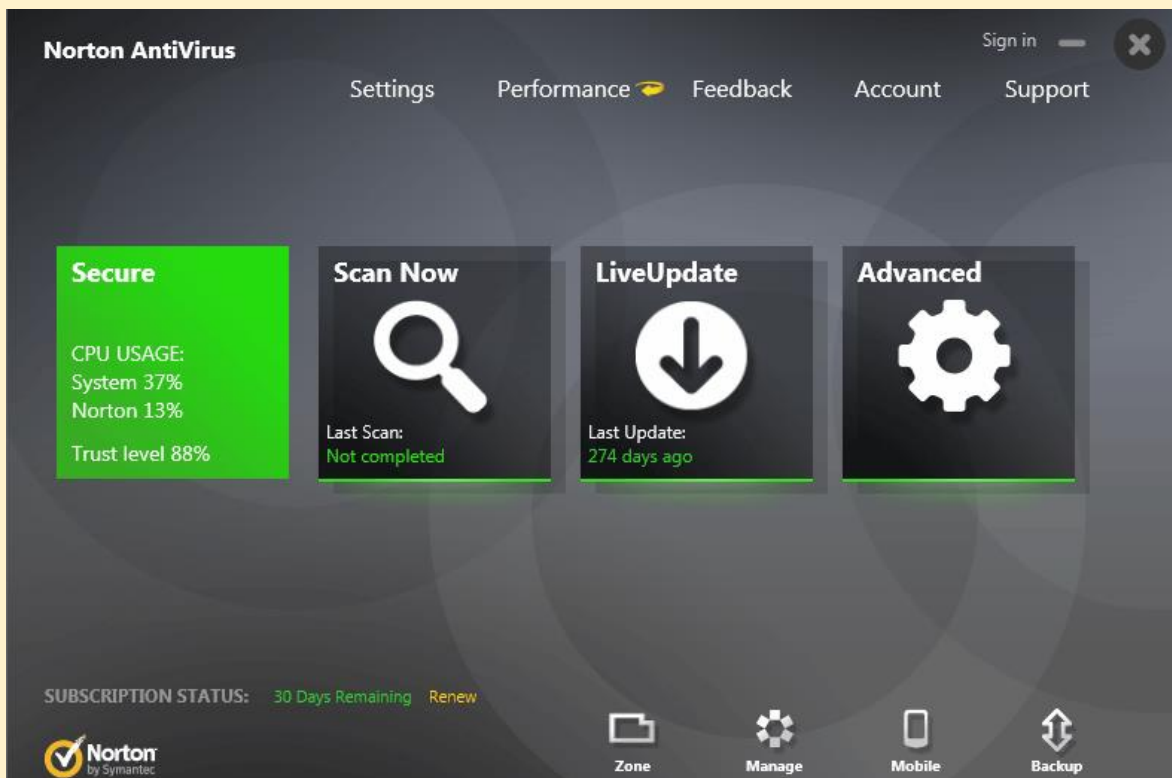 Norton AntiVirus
Sign in
Settings Performance Feedback Account Support
Secure
CPU USAGE:
System 37%
Norton 13%
Trust level 88%
Scan Now
Last Scan:
Not completed
LiveUpdate
Last Update:
274 days ago
Advanced
SUBSCRIPTION STATUS: 30 Days Remaining Renew
Norton
by Symantec
Zone Manage Mobile Backup